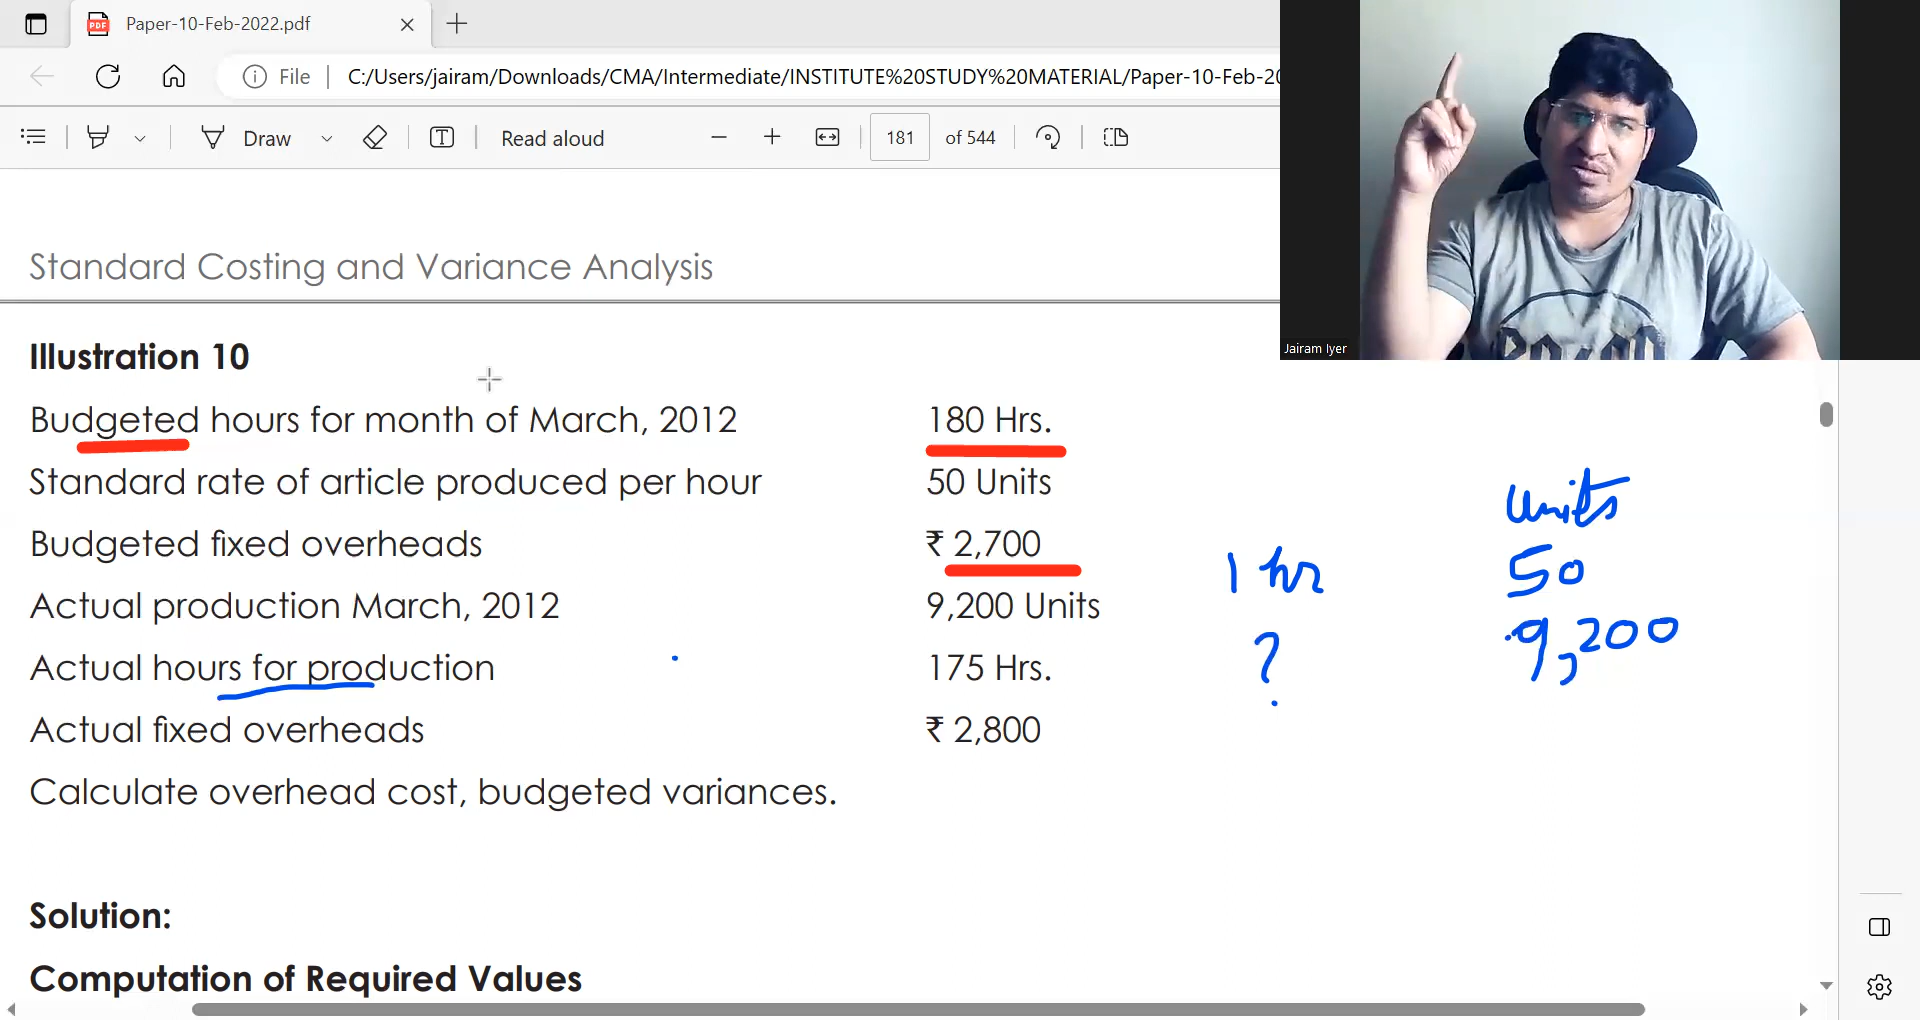 Paper-10-Feb-2022.pdf
File | C:/Users/jairam/Downloads/CMA/Intermediate/INSTITUTE%20STUDY%20MATERIAL/Paper-10-Feb-20
Draw
Read aloud
181 of 544
Jairam Iyer
Standard Costing and Variance Analysis
Illustration 10
Budgeted hours for month of March, 2012 180 Hrs.
Standard rate of article produced per hour 50 Units
Budgeted fixed overheads ₹ 2,700
Actual production March, 2012 9,200 Units
Actual hours for production 175 Hrs.
Actual fixed overheads ₹ 2,800
Calculate overhead cost, budgeted variances.
units
1 hr 50
? 9,200
Solution:
Computation of Required Values